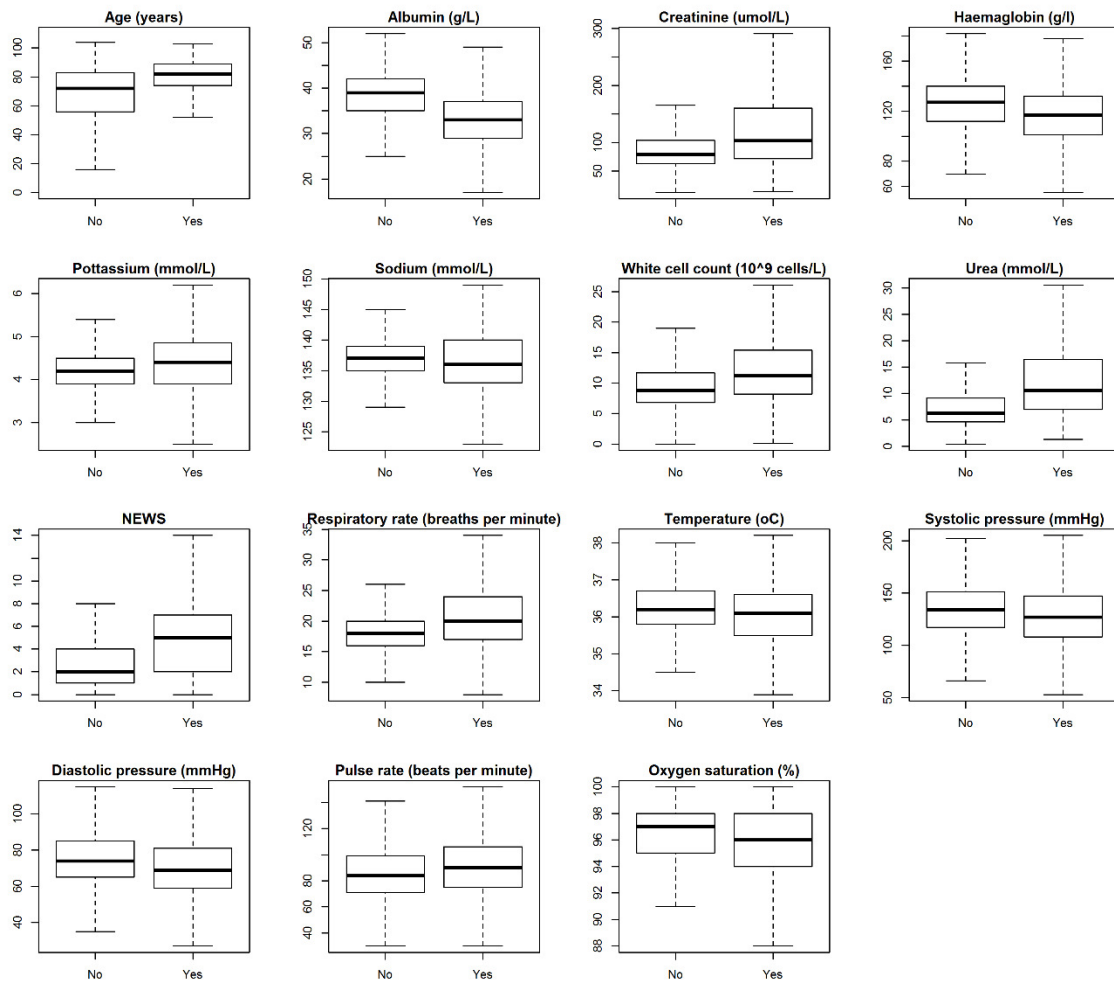 Age (years)
0 20 40 60 80 100
No Yes
Albumin (g/L)
20 30 40 50
No Yes
Creatinine (umol/L)
50 100 200 300
No Yes
Haemaglobin (g/l)
60 80 120 160
No Yes
Pottassium (mmol/L)
3 4 5 6
No Yes
Sodium (mmol/L)
125 130 135 140 145 150
No Yes
White cell count (10^9 cells/L)
0 5 10 15 20 25
No Yes
Urea (mmol/L)
0 5 10 15 20 25 30
No Yes
NEWS
0 2 4 6 8 10 12 14
No Yes
Respiratory rate (breaths per minute)
10 15 20 25 30 35
No Yes
Temperature (oC)
34 35 36 37 38
No Yes
Systolic pressure (mmHg)
50 100 150 200
No Yes
Diastolic pressure (mmHg)
40 60 80 100
No Yes
Pulse rate (beats per minute)
40 60 80 120
No Yes
Oxygen saturation (%)
88 90 92 94 96 98 100
No Yes